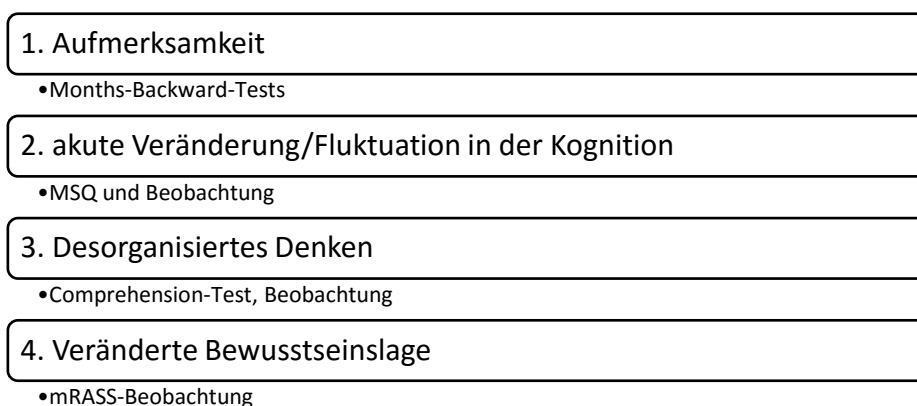 1. Aufmerksamkeit
•Months-Backward-Tests
2. akute Veränderung/Fluktuation in der Kognition
•MSQ und Beobachtung
3. Desorganisiertes Denken
•Comprehension-Test, Beobachtung
4. Veränderte Bewusstseinslage
•mRASS-Beobachtung